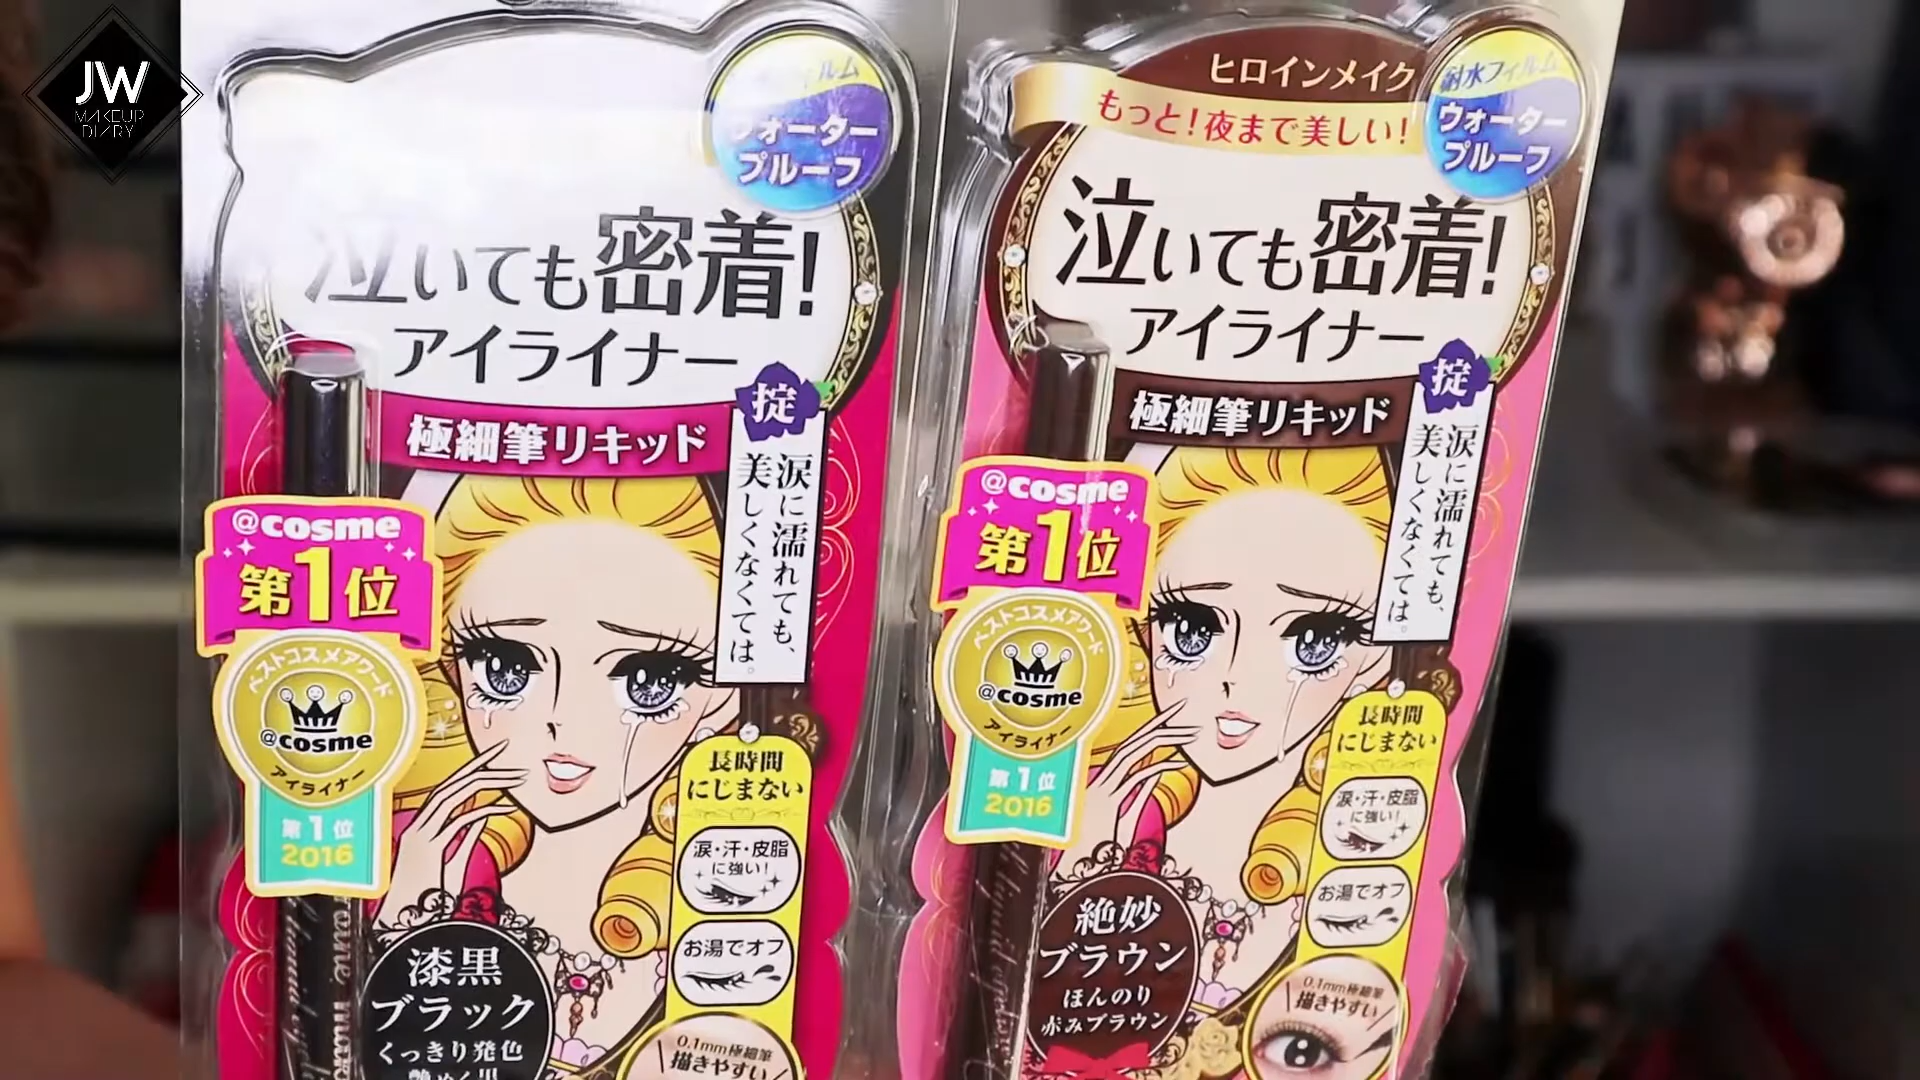 JW
MAKEUP
DIARY
ウォーター
プルーフ
泣いても密着!
アイライナー
極細筆リキッド
掟
涙に濡れても、
美しくなくては。
@cosme
第1位
ベストコスメアワード
@cosme
アイライナー
第1位
2016
長時間
にじまない
涙・汗・皮脂
に強い!
お湯でオフ
0.1mm極細筆
描きやすい
漆黒
ブラック
くっきり発色
ヒロインメイク
もっと!夜まで美しい!
耐水フィルム
ウォーター
プルーフ
泣いても密着!
アイライナー
極細筆リキッド
掟
涙に濡れても、
美しくなくては。
@cosme
第1位
ベストコスメアワード
@cosme
アイライナー
第1位
2016
長時間
にじまない
涙・汗・皮脂
に強い!
お湯でオフ
0.1mm極細筆
描きやすい
絶妙
ブラウン
ほんのり
赤みブラウン